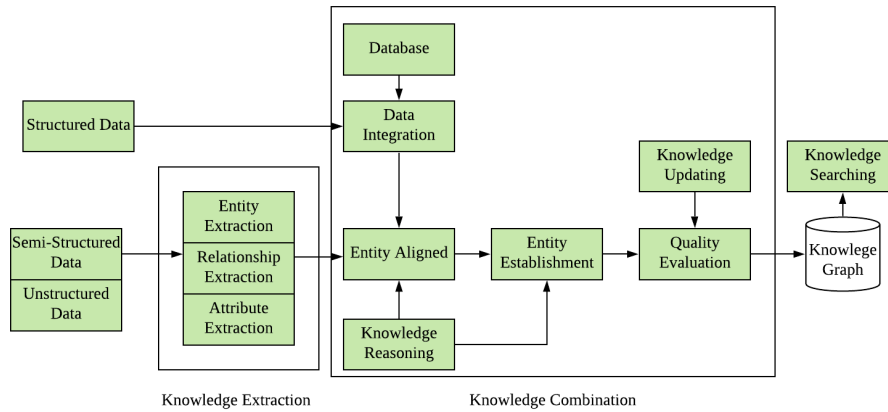 Database
Structured Data
Data
Integration
Knowledge
Updating
Knowledge
Searching
Semi-Structured
Data
Unstructured
Data
Entity
Extraction
Relationship
Extraction
Attribute
Extraction
Entity Aligned
Entity
Establishment
Quality
Evaluation
Knowlege
Graph
Knowledge
Reasoning
Knowledge Extraction
Knowledge Combination